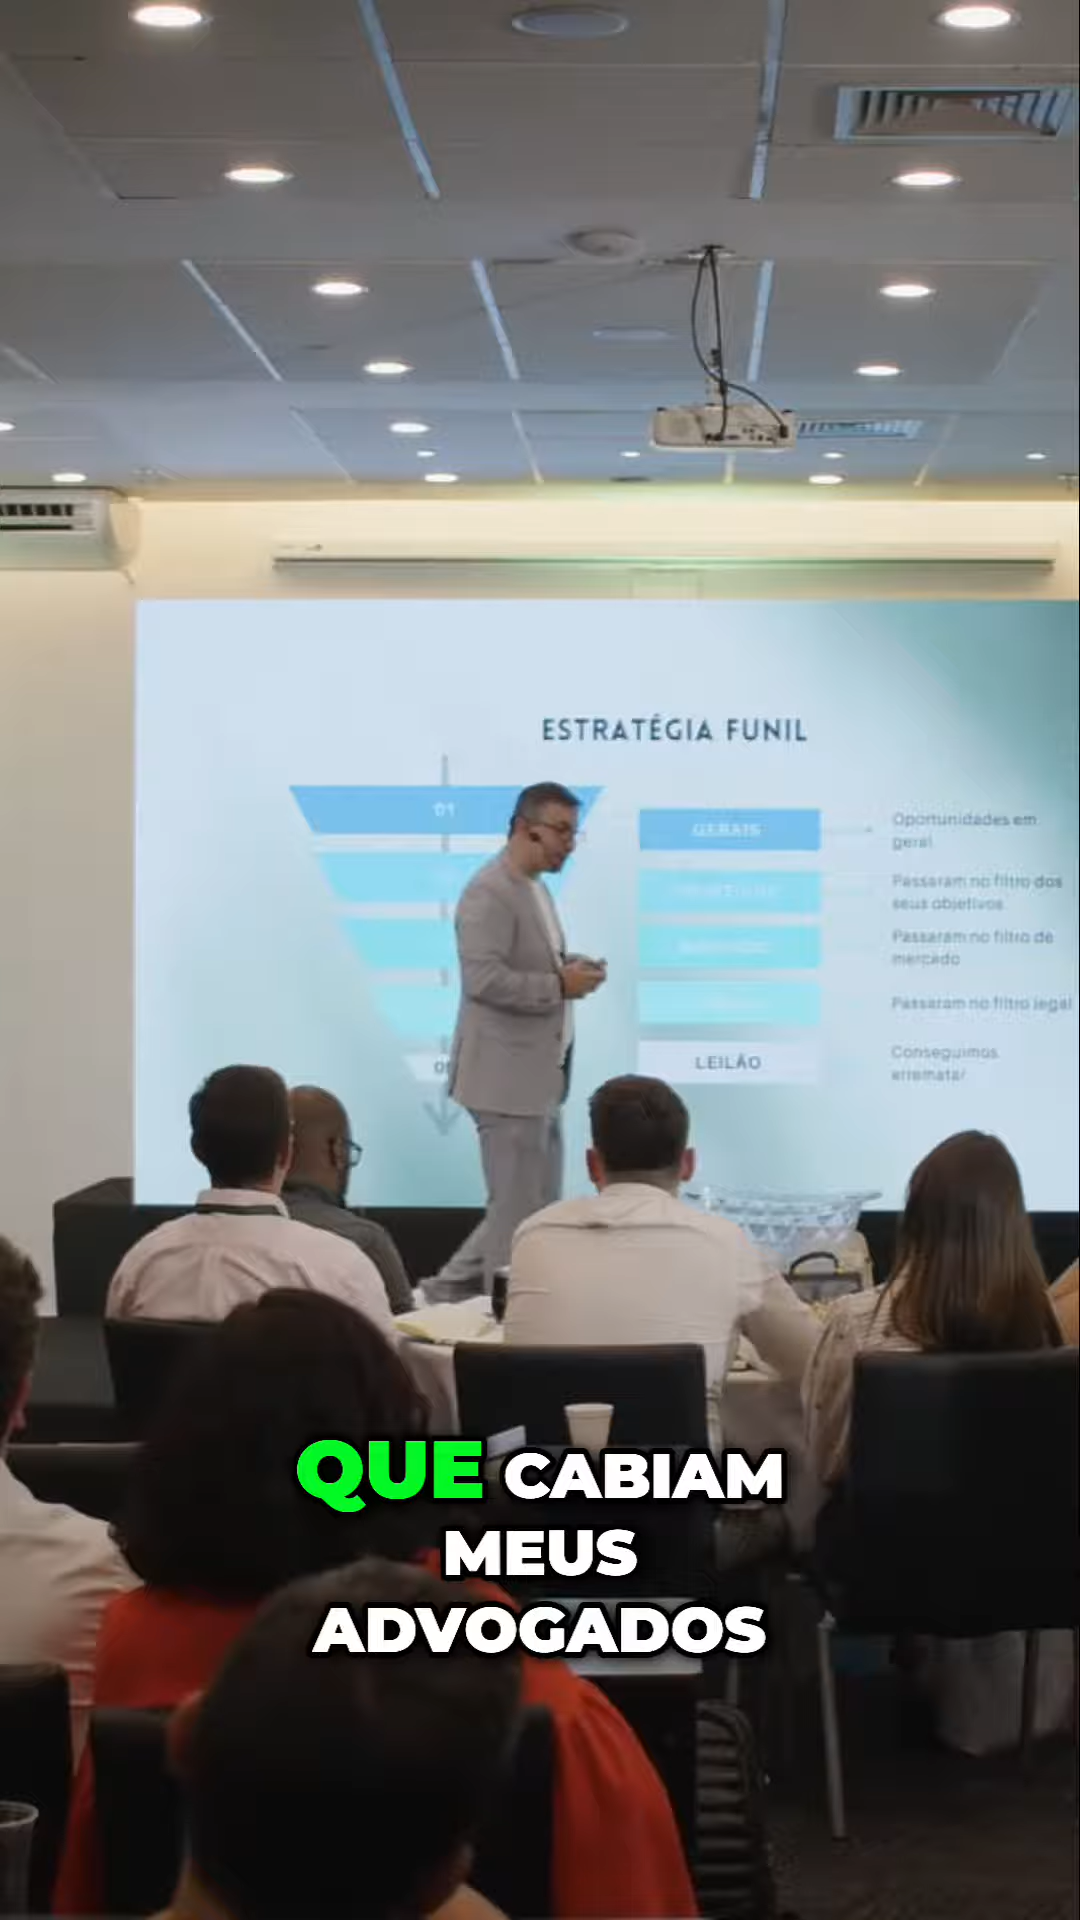 ESTRATÉGIA FUNIL
01
GERAIS
Oportunidades em
geral
Passaram no filtro dos
seus objetivos
Passaram no filtro de
mercado
Passaram no filtro legal
LEILÃO
Conseguimos
arrematar
QUE CABIAM
MEUS
ADVOGADOS